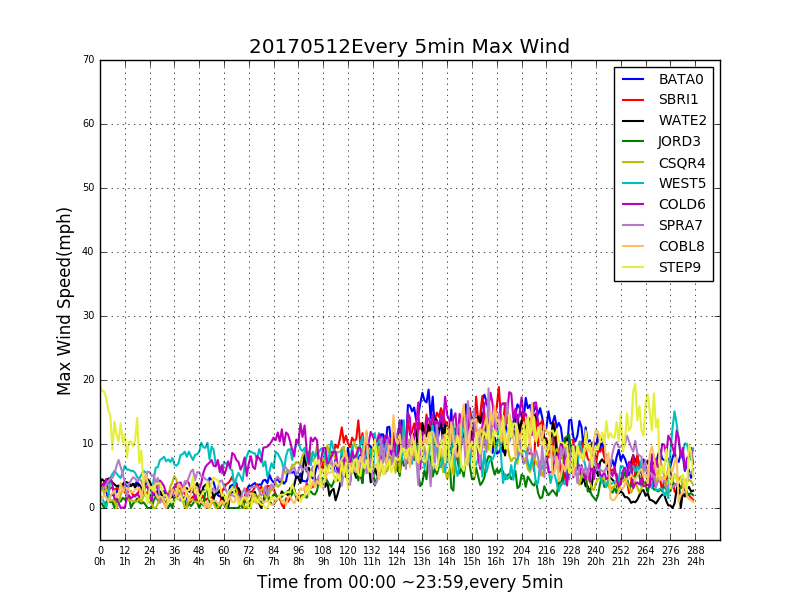 20170512Every 5min Max Wind
70
60
50
40
30
20
10
0
Max Wind Speed(mph)
BATA0
SBRI1
WATE2
JORD3
CSQR4
WEST5
COLD6
SPRA7
COBL8
STEP9
0 12 24 36 48 60 72 84 96 108 120 132 144 156 168 180 192 204 216 228 240 252 264 276 288
0h 1h 2h 3h 4h 5h 6h 7h 8h 9h 10h 11h 12h 13h 14h 15h 16h 17h 18h 19h 20h 21h 22h 23h 24h
Time from 00:00 ~23:59,every 5min